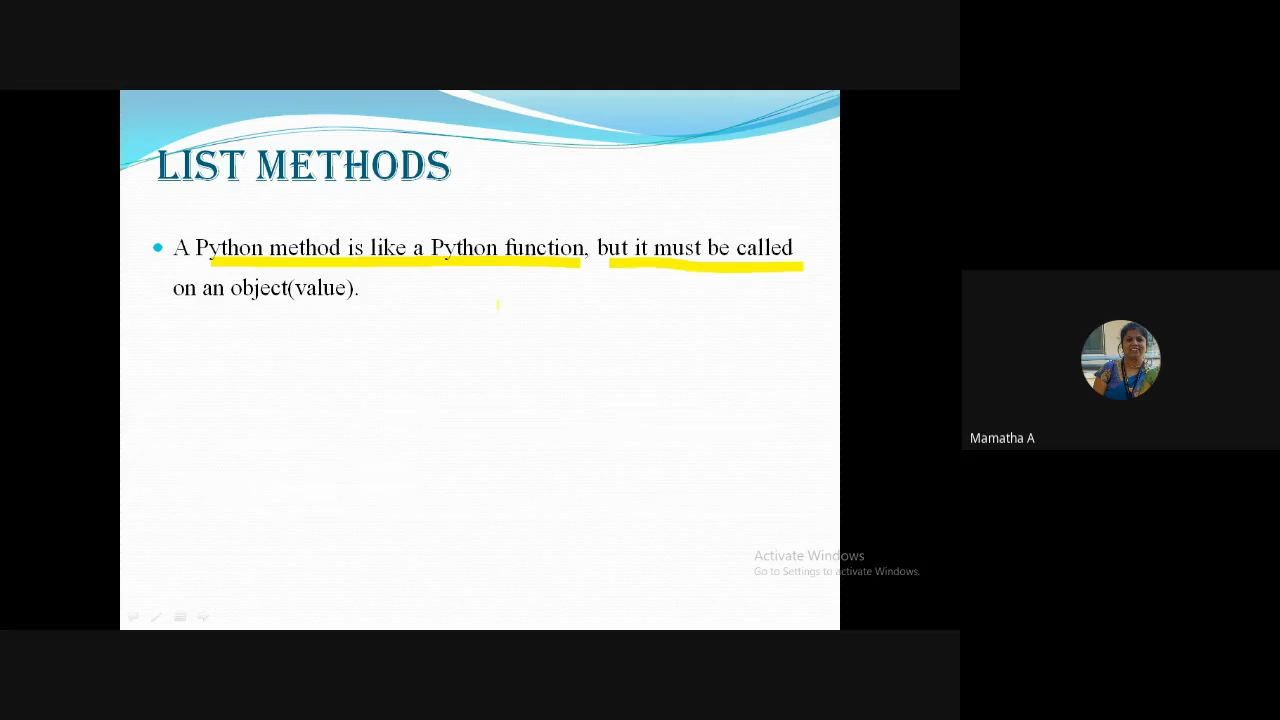 LIST METHODS
A Python method is like a Python function, but it must be called
on an object(value).
Mamatha A
Activate Windows
Go to Settings to activate Windows.